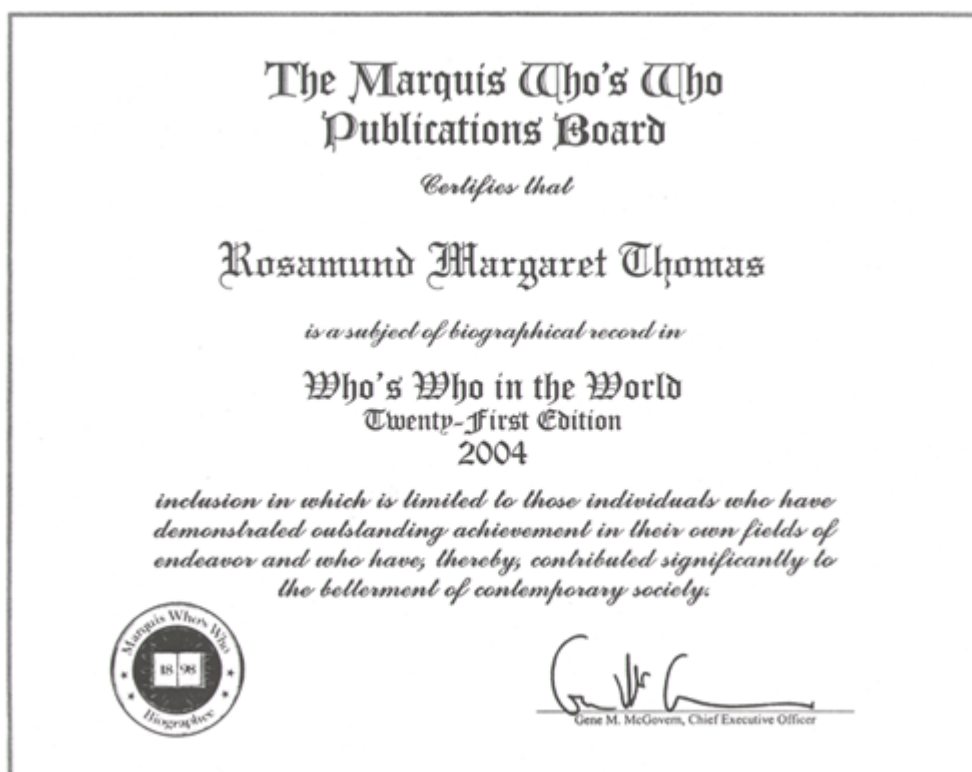 The Marquis Who's Who
Publications Board
Certifies that
Rosamund Margaret Thomas
is a subject of biographical record in
Who's Who in the World
Twenty-First Edition
2004
inclusion in which is limited to those individuals who have
demonstrated outstanding achievement in their own fields of
endeavor and who have, thereby, contributed significantly to
the betterment of contemporary society.
Marquis Who's Who
18 98
Biographee
Gene M. McGovern, Chief Executive Officer